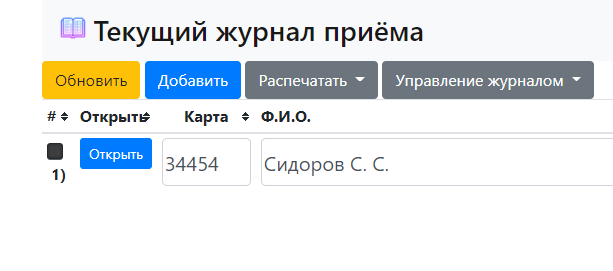 Текущий журнал приёма
Обновить Добавить Распечатать Управление журналом
# Открыть Карта Ф.И.О.
Открыть 34454 Сидоров С. С.
1)